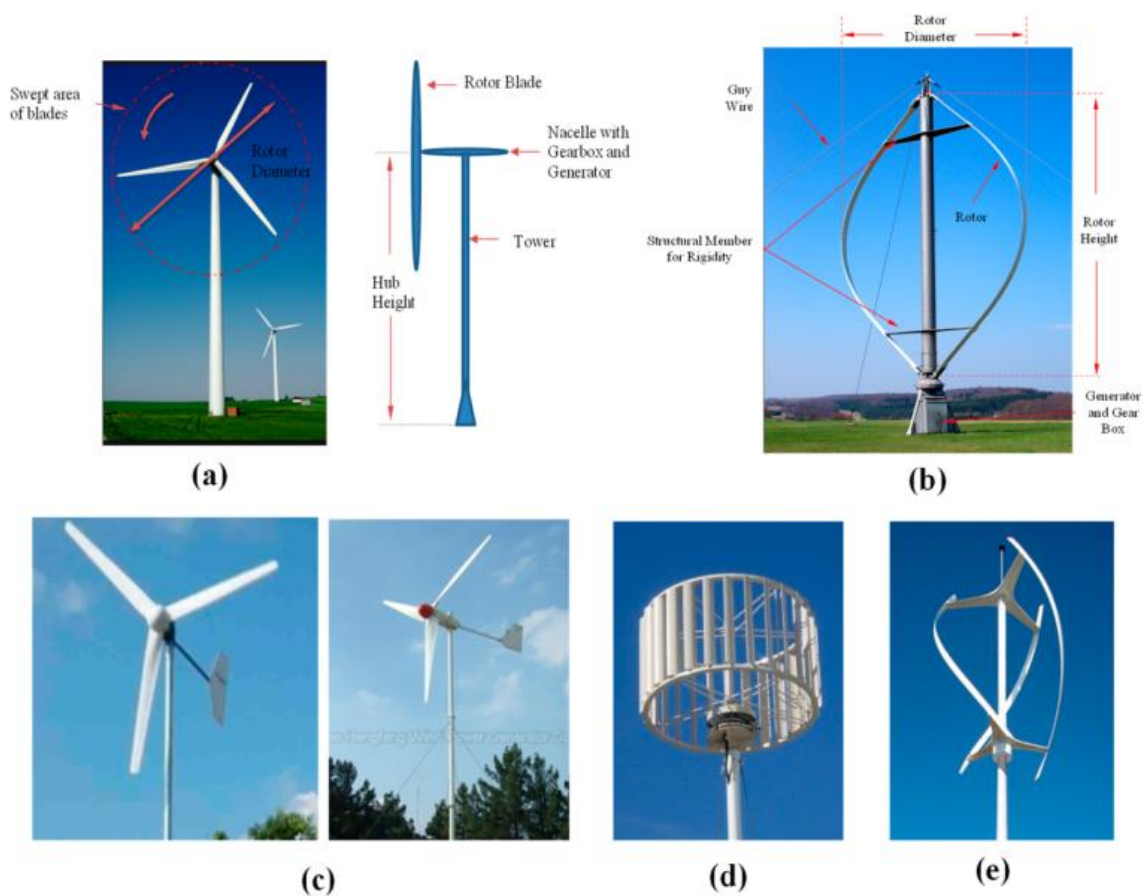 Swept area
of blades
Rotor
Diameter
Rotor Blade
Nacelle with
Gearbox and
Generator
Tower
Hub
Height
(a)
Rotor
Diameter
Guy
Wire
Rotor
Structural Member
for Rigidity
Rotor
Height
Generator
and Gear
Box
(b)
(c)
(d)
(e)